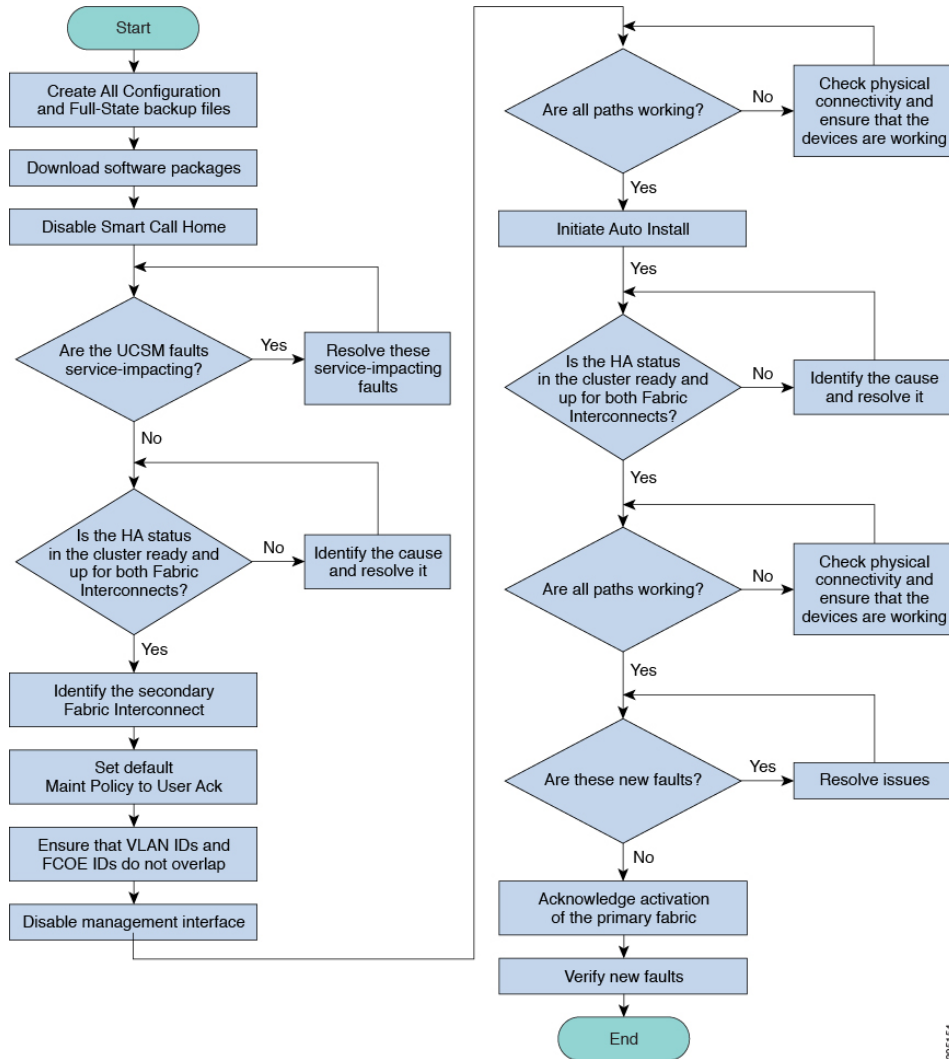 Start
Create All Configuration
and Full-State backup files
Download software packages
Disable Smart Call Home
Are the UCSM faults
service-impacting?
Yes
Resolve these
service-impacting
faults
No
Is the HA status
in the cluster ready and
up for both Fabric
Interconnects?
No
Identify the cause
and resolve it
Yes
Identify the secondary
Fabric Interconnect
Set default
Maint Policy to User Ack
Ensure that VLAN IDs and
FCOE IDs do not overlap
Disable management interface
Are all paths working?
No
Check physical
connectivity and
ensure that the
devices are working
Yes
Initiate Auto Install
Yes
Is the HA status
in the cluster ready and
up for both Fabric
Interconnects?
No
Identify the cause
and resolve it
Yes
Are all paths working?
No
Check physical
connectivity and
ensure that the
devices are working
Yes
Are these new faults?
Yes
Resolve issues
No
Acknowledge activation
of the primary fabric
Verify new faults
End